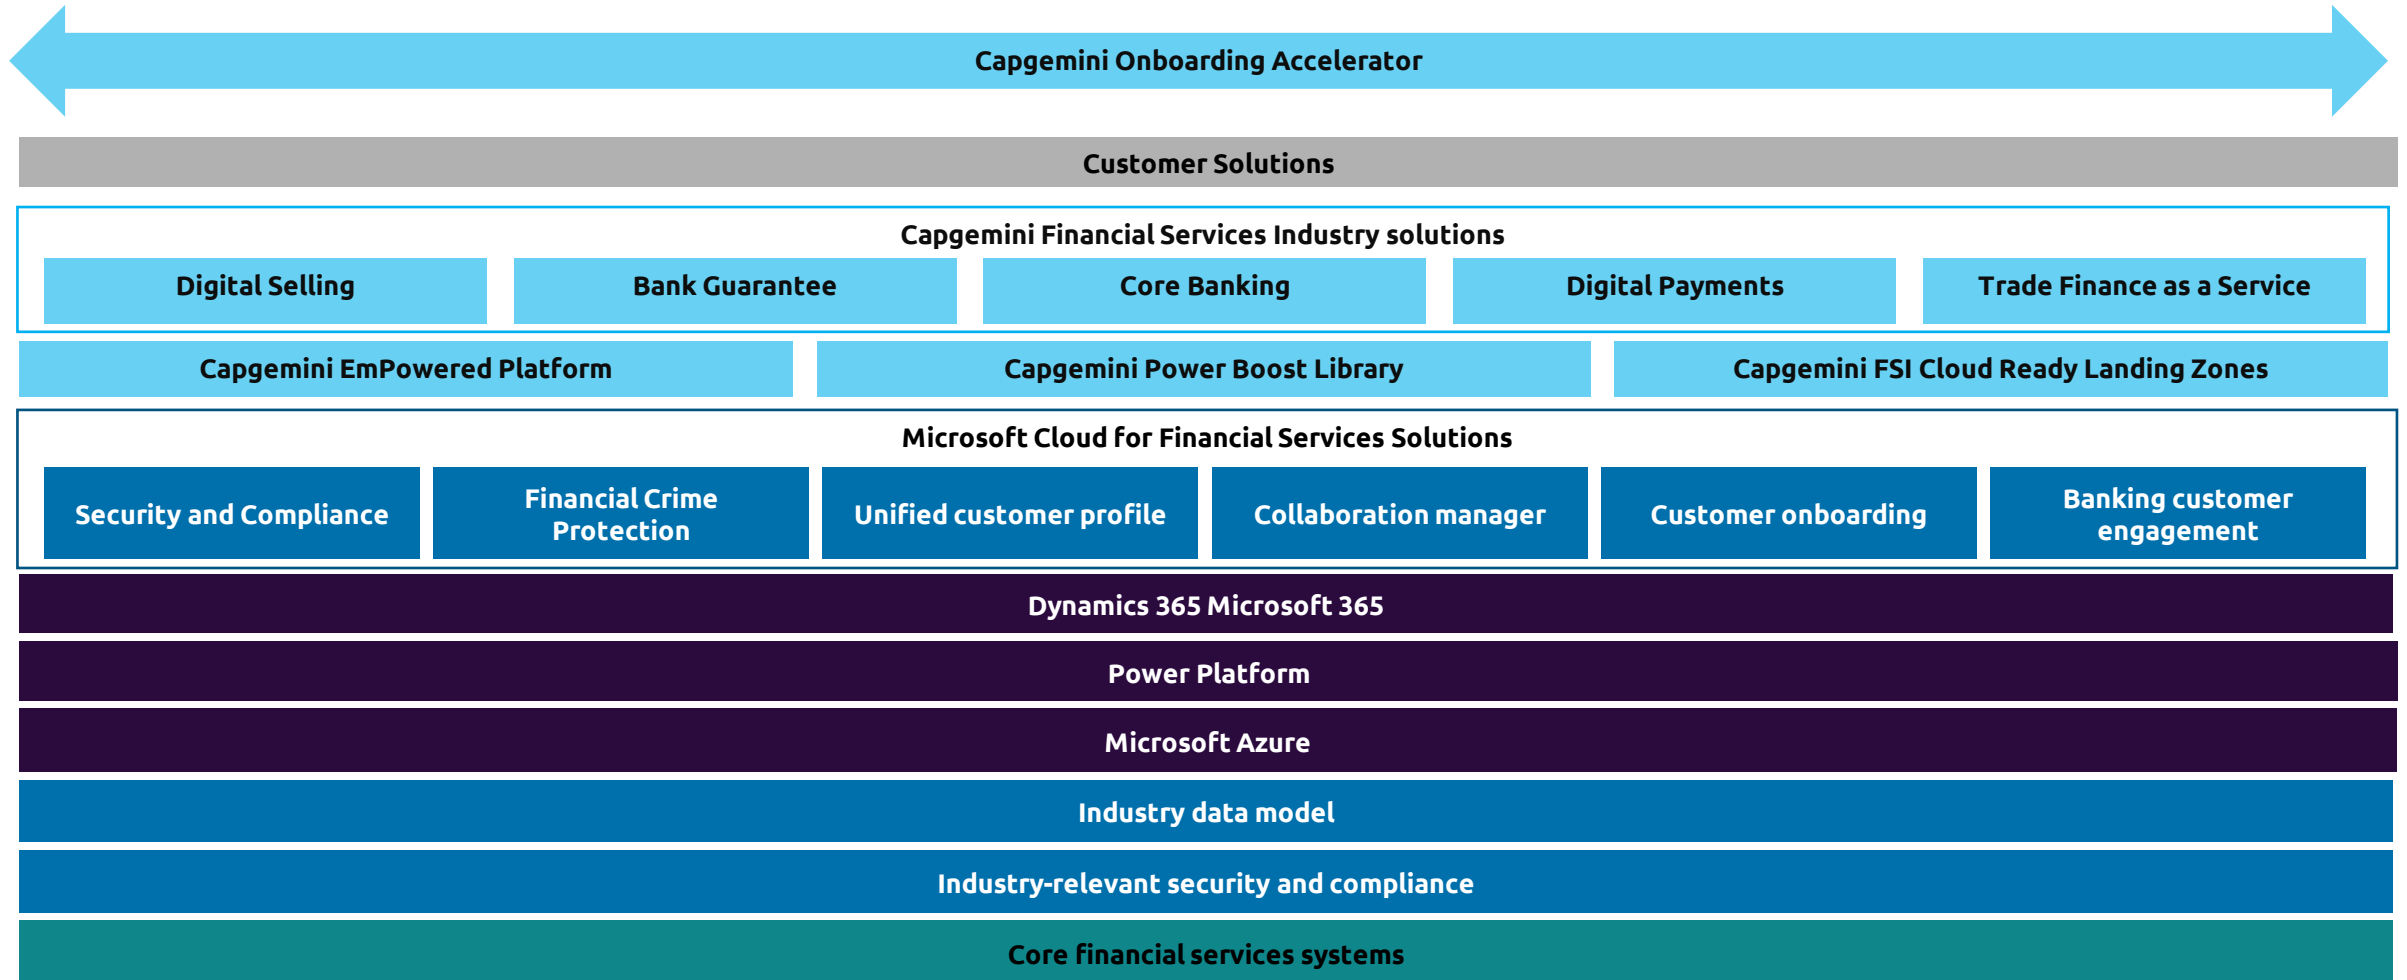 Capgemini Onboarding Accelerator
Customer Solutions
Capgemini Financial Services Industry solutions
Digital Selling
Bank Guarantee
Core Banking
Digital Payments
Trade Finance as a Service
Capgemini EmPowered Platform
Capgemini Power Boost Library
Capgemini FSI Cloud Ready Landing Zones
Microsoft Cloud for Financial Services Solutions
Security and Compliance
Financial Crime
Protection
Unified customer profile
Collaboration manager
Customer onboarding
Banking customer
engagement
Dynamics 365 Microsoft 365
Power Platform
Microsoft Azure
Industry data model
Industry-relevant security and compliance
Core financial services systems